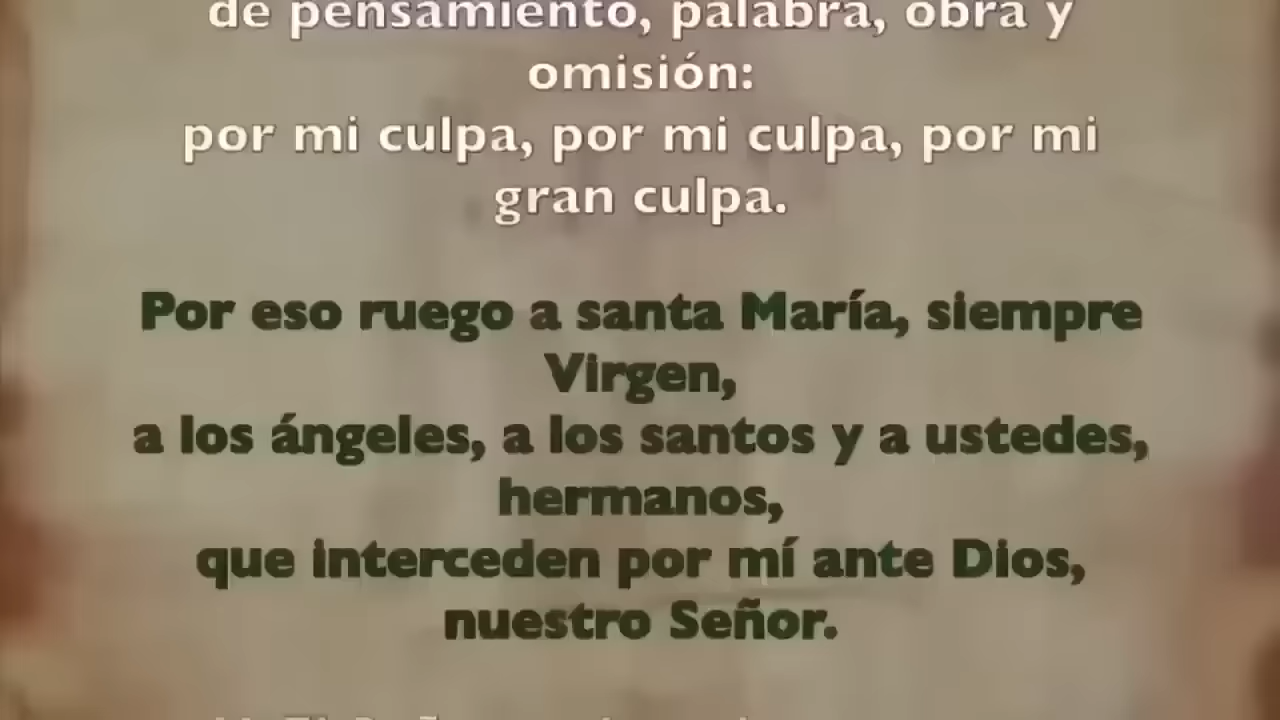 de pensamiento, palabra, obra y
omisión:
por mi culpa, por mi culpa, por mi
gran culpa.
Por eso ruego a santa María, siempre
Virgen,
a los ángeles, a los santos y a ustedes,
hermanos,
que interceden por mí ante Dios,
nuestro Señor.